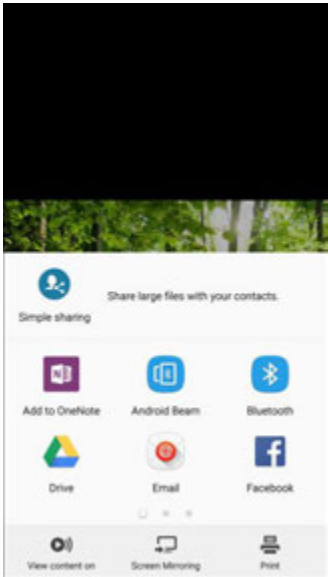 Share large files with your contacts.
Simple sharing
Add to OneNote Android Beam Bluetooth
Drive Email Facebook
View content on Screen Mirroring Print